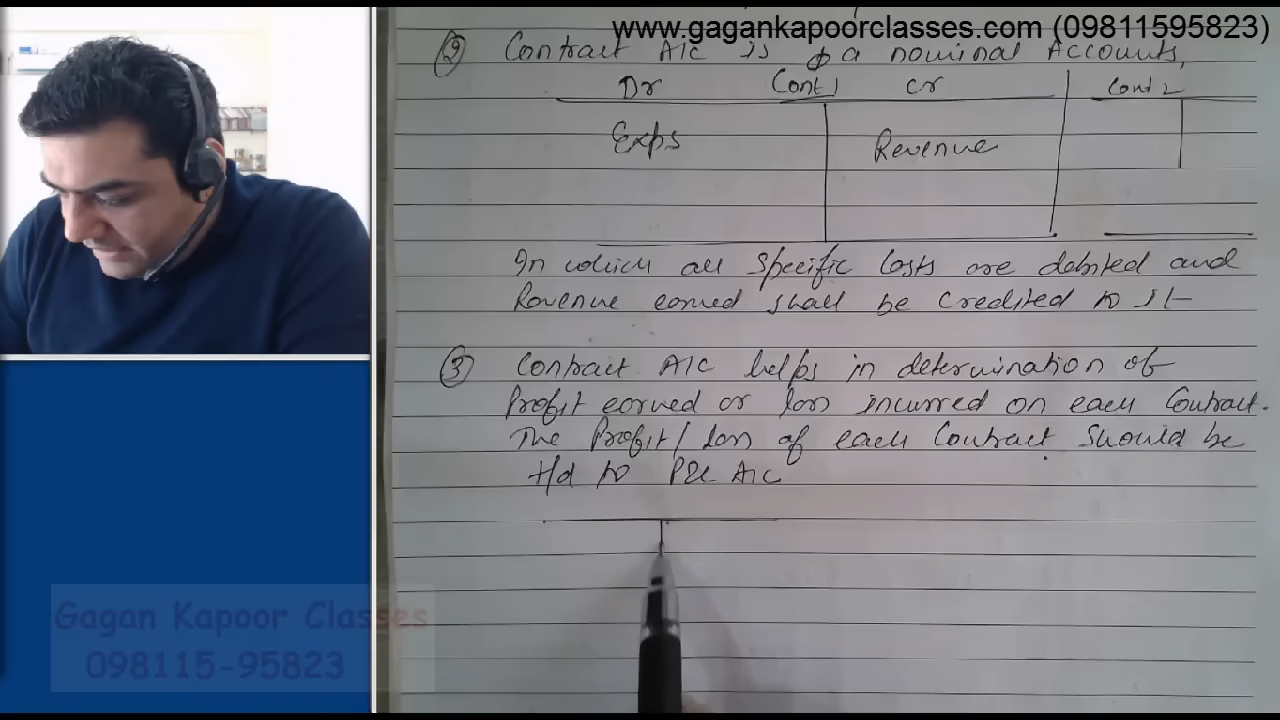 www.gagankapoorclasses.com (09811595823)
② Contract A/C is a nominal Accounts,
Dr Cont 1 Cr Cont 2
Exps Revenue
In which all Specific Costs are debited and
Revenue earned shall be Credited to it
③ Contract A/C helps in determination of
Profit earned or loss incurred on each Contract.
The Profit/loss of each Contract should be
t/d to P&L A/C
Gagan Kapoor Classes
098115-95823